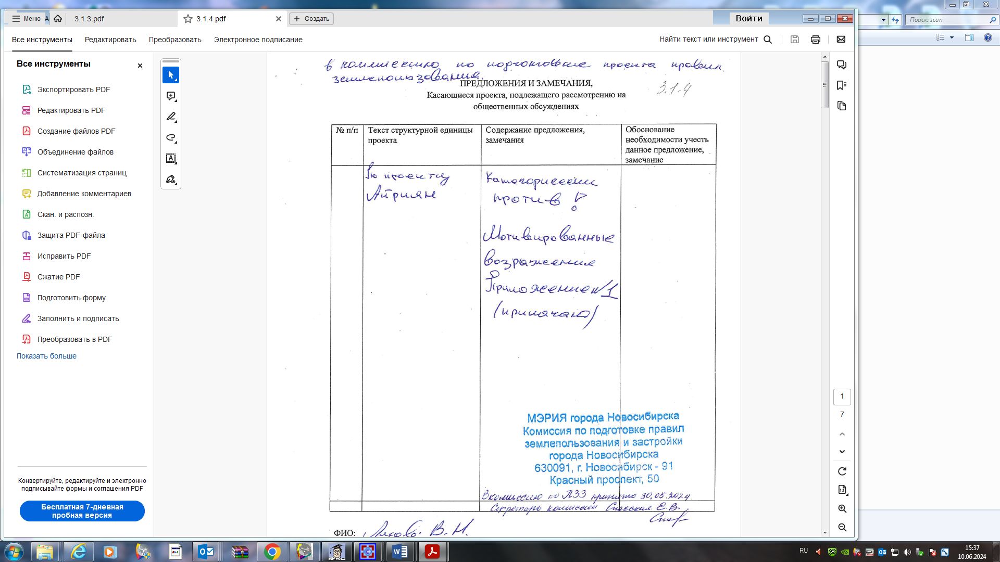 Меню
А
3.1.3.pdf
3.1.4.pdf
Создать
Войти
Поиск: scan
Все инструменты
Редактировать
Преобразовать
Электронное подписание
Найти текст или инструмент
Все инструменты
Экспортировать PDF
Редактировать PDF
Создание файлов PDF
Объединение файлов
Систематизация страниц
Добавление комментариев
Скан. и распозн.
Защита PDF-файла
Исправить PDF
Сжатие PDF
Подготовить форму
Заполнить и подписать
Преобразовать в PDF
Показать больше
Конвертируйте, редактируйте и электронно
подписывайте формы и соглашения PDF
Бесплатная 7-дневная
пробная версия
В комиссию по подготовке проекта правил
землепользования.
ПРЕДЛОЖЕНИЯ И ЗАМЕЧАНИЯ,
3.1.4
Касающиеся проекта, подлежащего рассмотрению на
общественных обсуждениях
№ п/п
Текст структурной единицы
проекта
Содержание предложения,
замечания
Обоснование
необходимости учесть
данное предложение,
замечание
По проекту
Айриян
Категорически
против!
Мотивированные
возражения
Приложение №1
(прилагаю)
МЭРИЯ города Новосибирска
Комиссия по подготовке правил
землепользования и застройки
города Новосибирска
630091, г. Новосибирск - 91
Красный проспект, 50
В комиссию по ПЗЗ принято 30.05.2024
Секретарь комиссии Спасская Е.В.
ФИО:
В. Н.
1
7
RU
15:37
10.06.2024